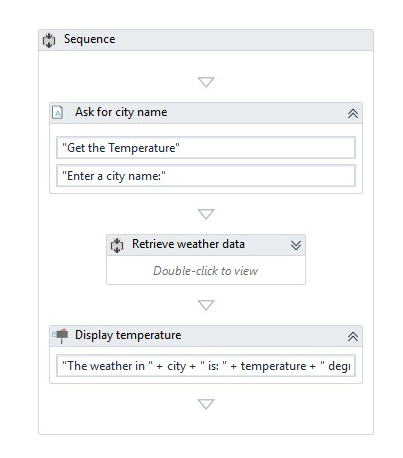 Sequence
Ask for city name
"Get the Temperature"
"Enter a city name:"
Retrieve weather data
Double-click to view
Display temperature
"The weather in " + city + " is: " + temperature + " degi